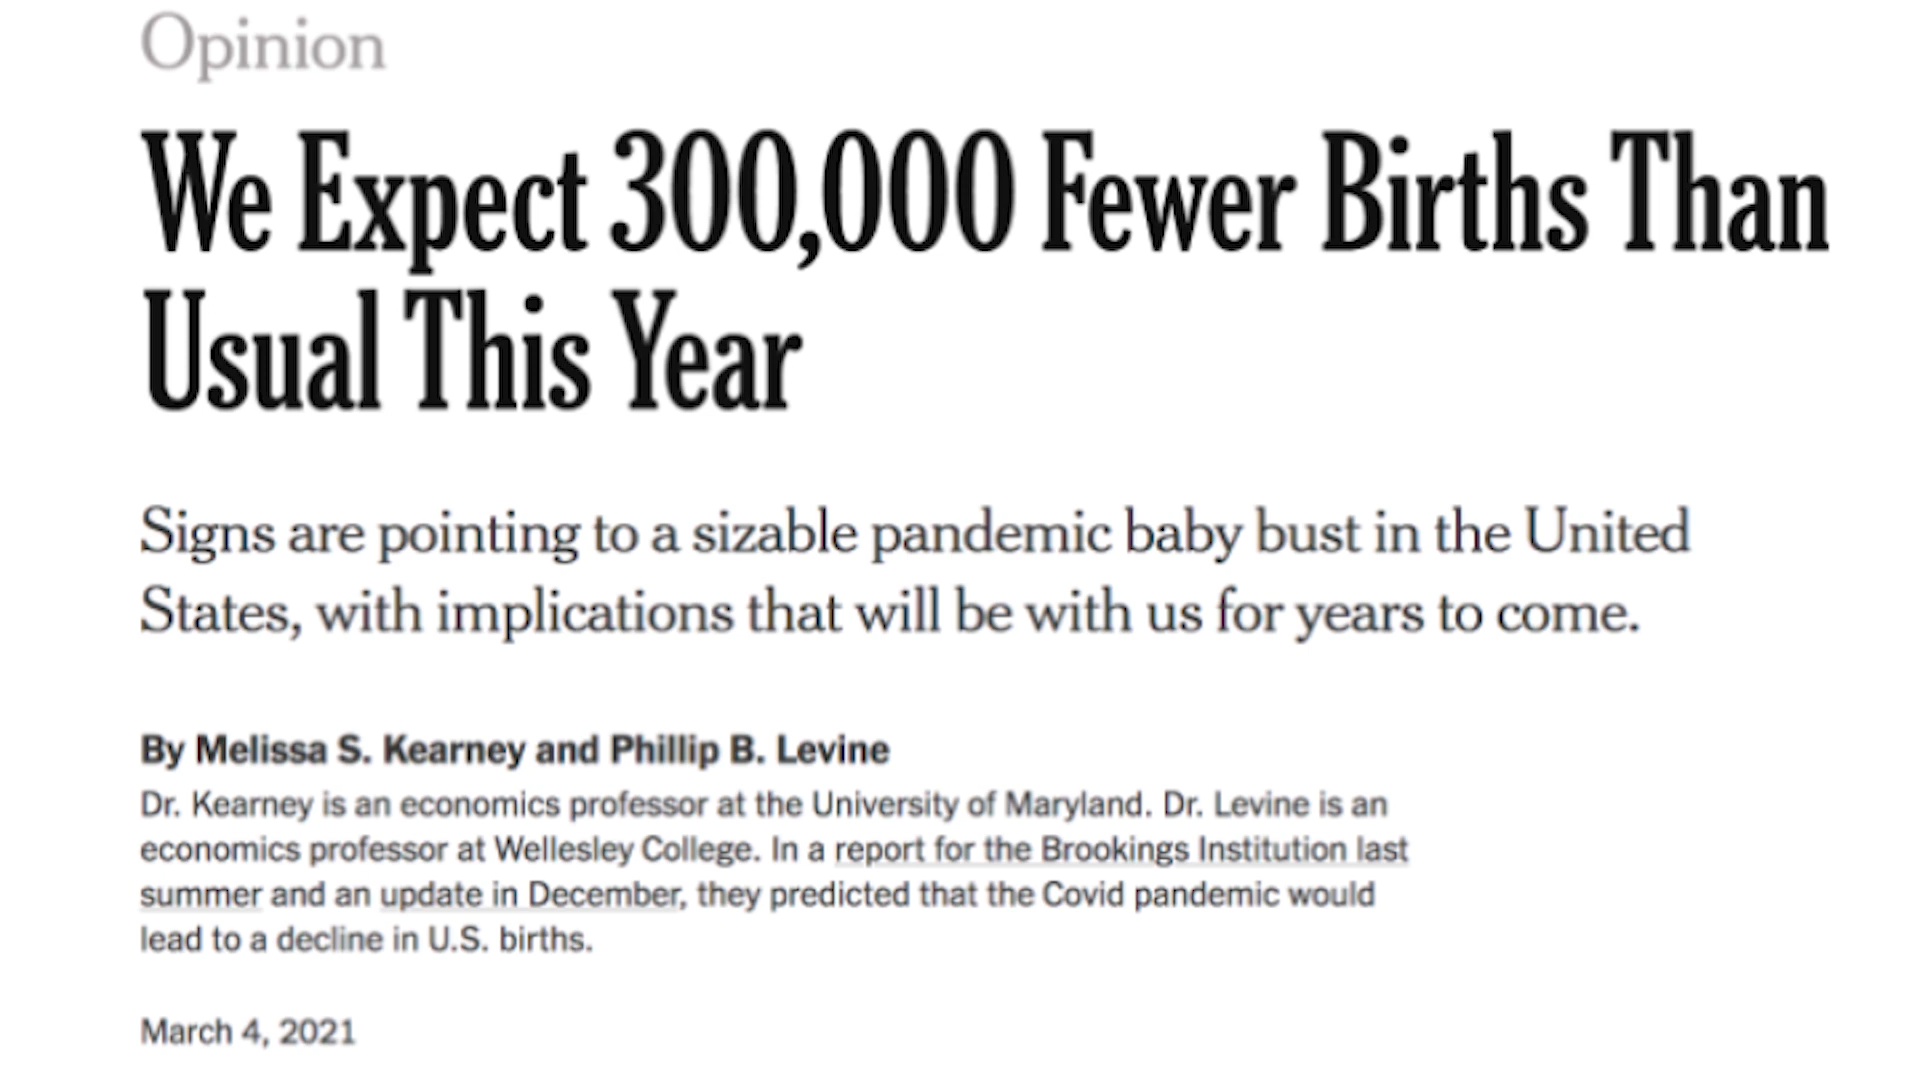 Opinion
We Expect 300,000 Fewer Births Than
Usual This Year
Signs are pointing to a sizable pandemic baby bust in the United
States, with implications that will be with us for years to come.
By Melissa S. Kearney and Phillip B. Levine
Dr. Kearney is an economics professor at the University of Maryland. Dr. Levine is an
economics professor at Wellesley College. In a report for the Brookings Institution last
summer and an update in December, they predicted that the Covid pandemic would
lead to a decline in U.S. births.
March 4, 2021